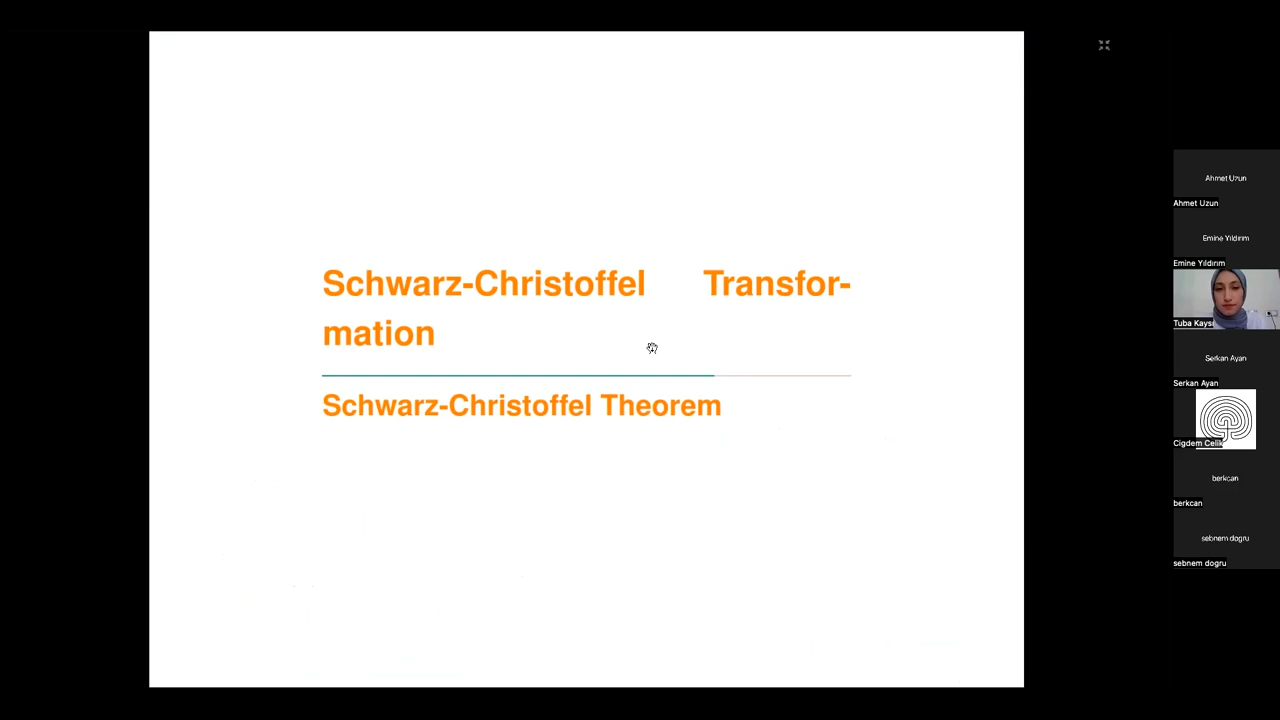 Schwarz-Christoffel Transfor-
mation
Schwarz-Christoffel Theorem
Ahmet Uzun
Ahmet Uzun
Emine Yıldırım
Emine Yıldırım
Tuba Kaysı
Serkan Ayan
Serkan Ayan
Cigdem Celik
berkcan
berkcan
sebnem dogru
sebnem dogru